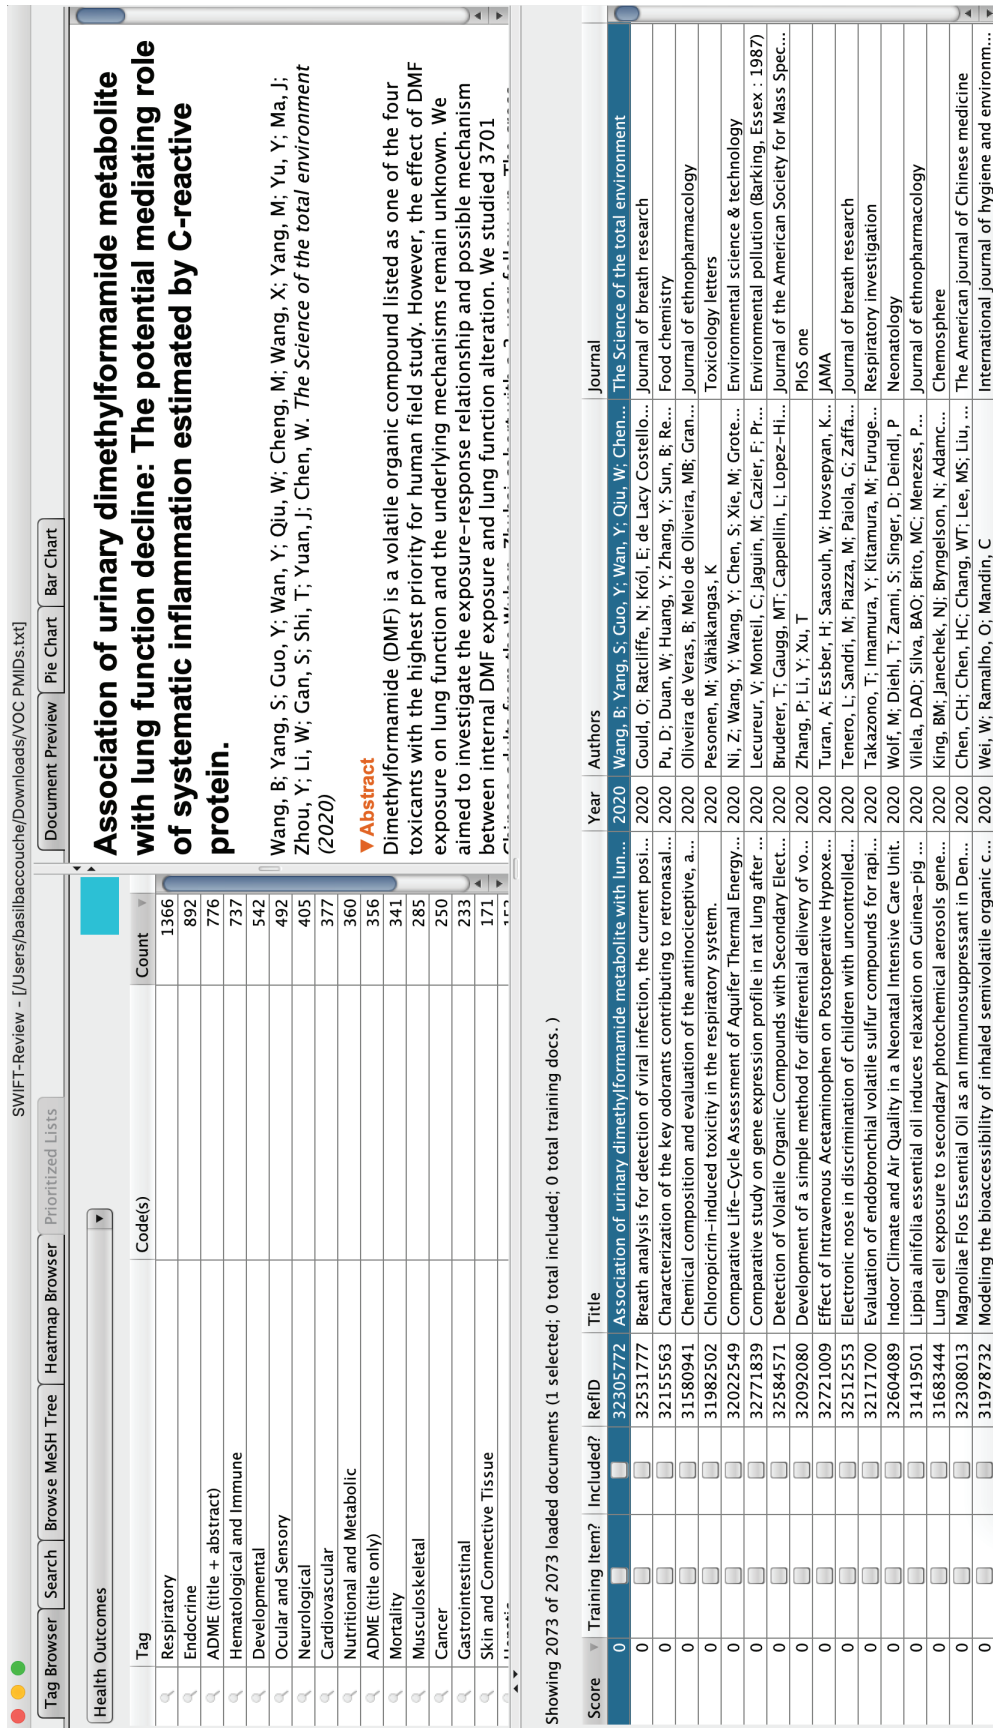 SWIFT-Review - [/Users/basilbaccouche/Downloads/VOC PMIDs.txt]
Tag Browser Search Browse MeSH Tree Heatmap Browser Prioritized Lists
Health Outcomes
Tag Code(s) Count
Respiratory 1366
Endocrine 892
ADME (title + abstract) 776
Hematological and Immune 737
Developmental 542
Ocular and Sensory 492
Neurological 405
Cardiovascular 377
Nutritional and Metabolic 360
ADME (title only) 356
Mortality 341
Musculoskeletal 285
Cancer 250
Gastrointestinal 233
Skin and Connective Tissue 171
Document Preview Pie Chart Bar Chart
Association of urinary dimethylformamide metabolite
with lung function decline: The potential mediating role
of systematic inflammation estimated by C-reactive
protein.
Wang, B; Yang, S; Guo, Y; Wan, Y; Qiu, W; Cheng, M; Wang, X; Yang, M; Yu, Y; Ma, J;
Zhou, Y; Li, W; Gan, S; Shi, T; Yuan, J; Chen, W. The Science of the total environment
(2020)
▼Abstract
Dimethylformamide (DMF) is a volatile organic compound listed as one of the four
toxicants with the highest priority for human field study. However, the effect of DMF
exposure on lung function and the underlying mechanisms remain unknown. We
aimed to investigate the exposure-response relationship and possible mechanism
between internal DMF exposure and lung function alteration. We studied 3701
Showing 2073 of 2073 loaded documents (1 selected; 0 total included; 0 total training docs. )
Score Training Item? Included? RefID Title Year Authors Journal
0 32305772 Association of urinary dimethylformamide metabolite with lun... 2020 Wang, B; Yang, S; Guo, Y; Wan, Y; Qiu, W; Chen... The Science of the total environment
0 32531777 Breath analysis for detection of viral infection, the current posi... 2020 Gould, O; Ratcliffe, N; Król, E; de Lacy Costello... Journal of breath research
0 32155563 Characterization of the key odorants contributing to retronasal... 2020 Pu, D; Duan, W; Huang, Y; Zhang, Y; Sun, B; Re... Food chemistry
0 31580941 Chemical composition and evaluation of the antinociceptive, a... 2020 Oliveira de Veras, B; Melo de Oliveira, MB; Gran... Journal of ethnopharmacology
0 31982502 Chloropicrin-induced toxicity in the respiratory system. 2020 Pesonen, M; Vähäkangas, K Toxicology letters
0 32022549 Comparative Life-Cycle Assessment of Aquifer Thermal Energy... 2020 Ni, Z; Wang, Y; Wang, Y; Chen, S; Xie, M; Grote... Environmental science & technology
0 32771839 Comparative study on gene expression profile in rat lung after ... 2020 Lecureur, V; Monteil, C; Jaguin, M; Cazier, F; Pr... Environmental pollution (Barking, Essex : 1987)
0 32584571 Detection of Volatile Organic Compounds with Secondary Elect... 2020 Bruderer, T; Gaugg, MT; Cappellin, L; Lopez-Hi... Journal of the American Society for Mass Spec...
0 32092080 Development of a simple method for differential delivery of vo... 2020 Zhang, P; Li, Y; Xu, T PloS one
0 32721009 Effect of Intravenous Acetaminophen on Postoperative Hypoxe... 2020 Turan, A; Essber, H; Saasouh, W; Hovsepyan, K... JAMA
0 32512553 Electronic nose in discrimination of children with uncontrolled... 2020 Tenero, L; Sandri, M; Piazza, M; Paiola, G; Zaffa... Journal of breath research
0 32171700 Evaluation of endobronchial volatile sulfur compounds for rapi... 2020 Takazono, T; Imamura, Y; Kitamura, M; Furuge... Respiratory investigation
0 32604089 Indoor Climate and Air Quality in a Neonatal Intensive Care Unit. 2020 Wolf, M; Diehl, T; Zanni, S; Singer, D; Deindl, P Neonatology
0 31419501 Lippia alnifolia essential oil induces relaxation on Guinea-pig ... 2020 Vilela, DAD; Silva, BAO; Brito, MC; Menezes, P... Journal of ethnopharmacology
0 31683444 Lung cell exposure to secondary photochemical aerosols gene... 2020 King, BM; Janechek, NJ; Bryngelson, N; Adamc... Chemosphere
0 32308013 Magnoliae Flos Essential Oil as an Immunosuppressant in Den... 2020 Chen, CH; Chen, HC; Chang, WT; Lee, MS; Liu, ... The American journal of Chinese medicine
0 31978732 Modeling the bioaccessibility of inhaled semivolatile organic c... 2020 Wei, W; Ramalho, O; Mandin, C International journal of hygiene and environm...